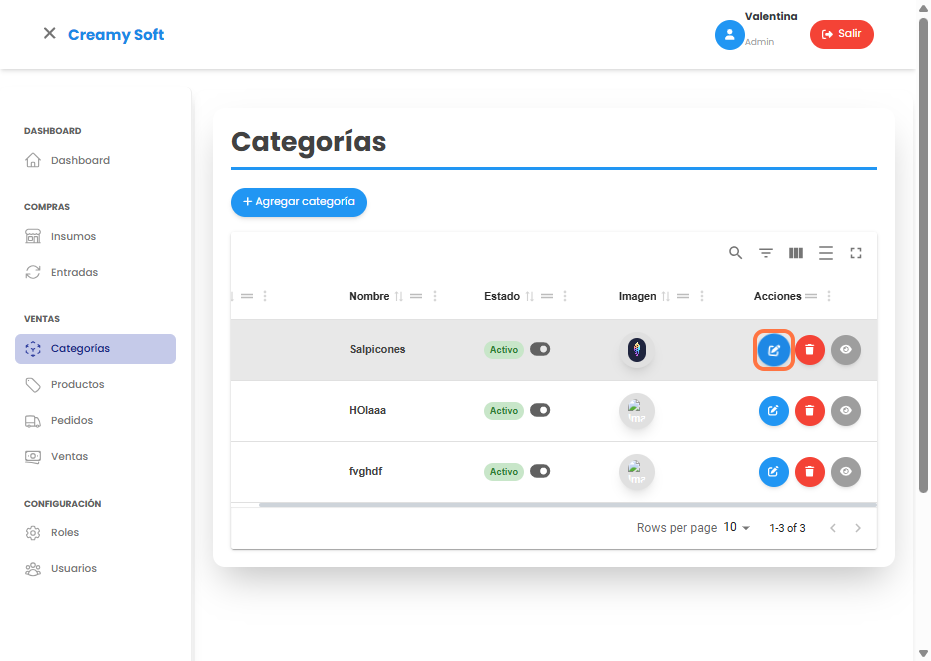 Creamy Soft
Valentina
Admin
Salir
DASHBOARD
Dashboard
COMPRAS
Insumos
Entradas
VENTAS
Categorías
Productos
Pedidos
Ventas
CONFIGURACIÓN
Roles
Usuarios
Categorías
+ Agregar categoría
Nombre Estado Imagen Acciones
Salpicones Activo
HOlaaa Activo
fvghdf Activo
Rows per page 10 1-3 of 3